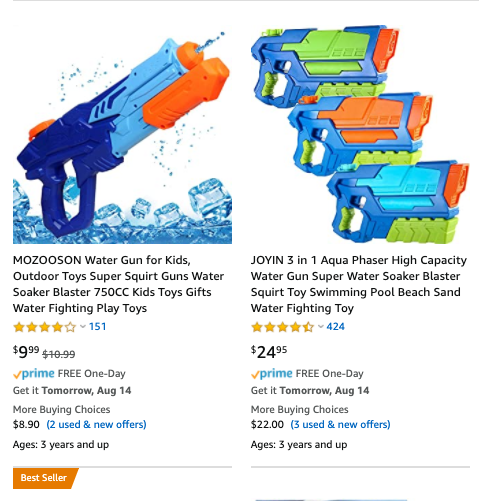 MOZOOSON Water Gun for Kids,
Outdoor Toys Super Squirt Guns Water
Soaker Blaster 750CC Kids Toys Gifts
Water Fighting Play Toys
151
$9.99 $10.99
prime FREE One-Day
Get it Tomorrow, Aug 14
More Buying Choices
$8.90 (2 used & new offers)
Ages: 3 years and up
JOYIN 3 in 1 Aqua Phaser High Capacity
Water Gun Super Water Soaker Blaster
Squirt Toy Swimming Pool Beach Sand
Water Fighting Toy
424
$24.95
prime FREE One-Day
Get it Tomorrow, Aug 14
More Buying Choices
$22.00 (3 used & new offers)
Ages: 3 years and up
Best Seller